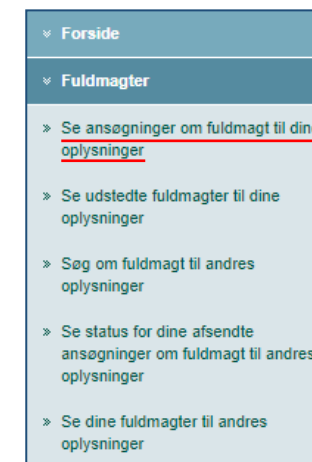 Forside
Fuldmagter
» Se ansøgninger om fuldmagt til dine
oplysninger
» Se udstedte fuldmagter til dine
oplysninger
» Søg om fuldmagt til andres
oplysninger
» Se status for dine afsendte
ansøgninger om fuldmagt til andres
oplysninger
» Se dine fuldmagter til andres
oplysninger